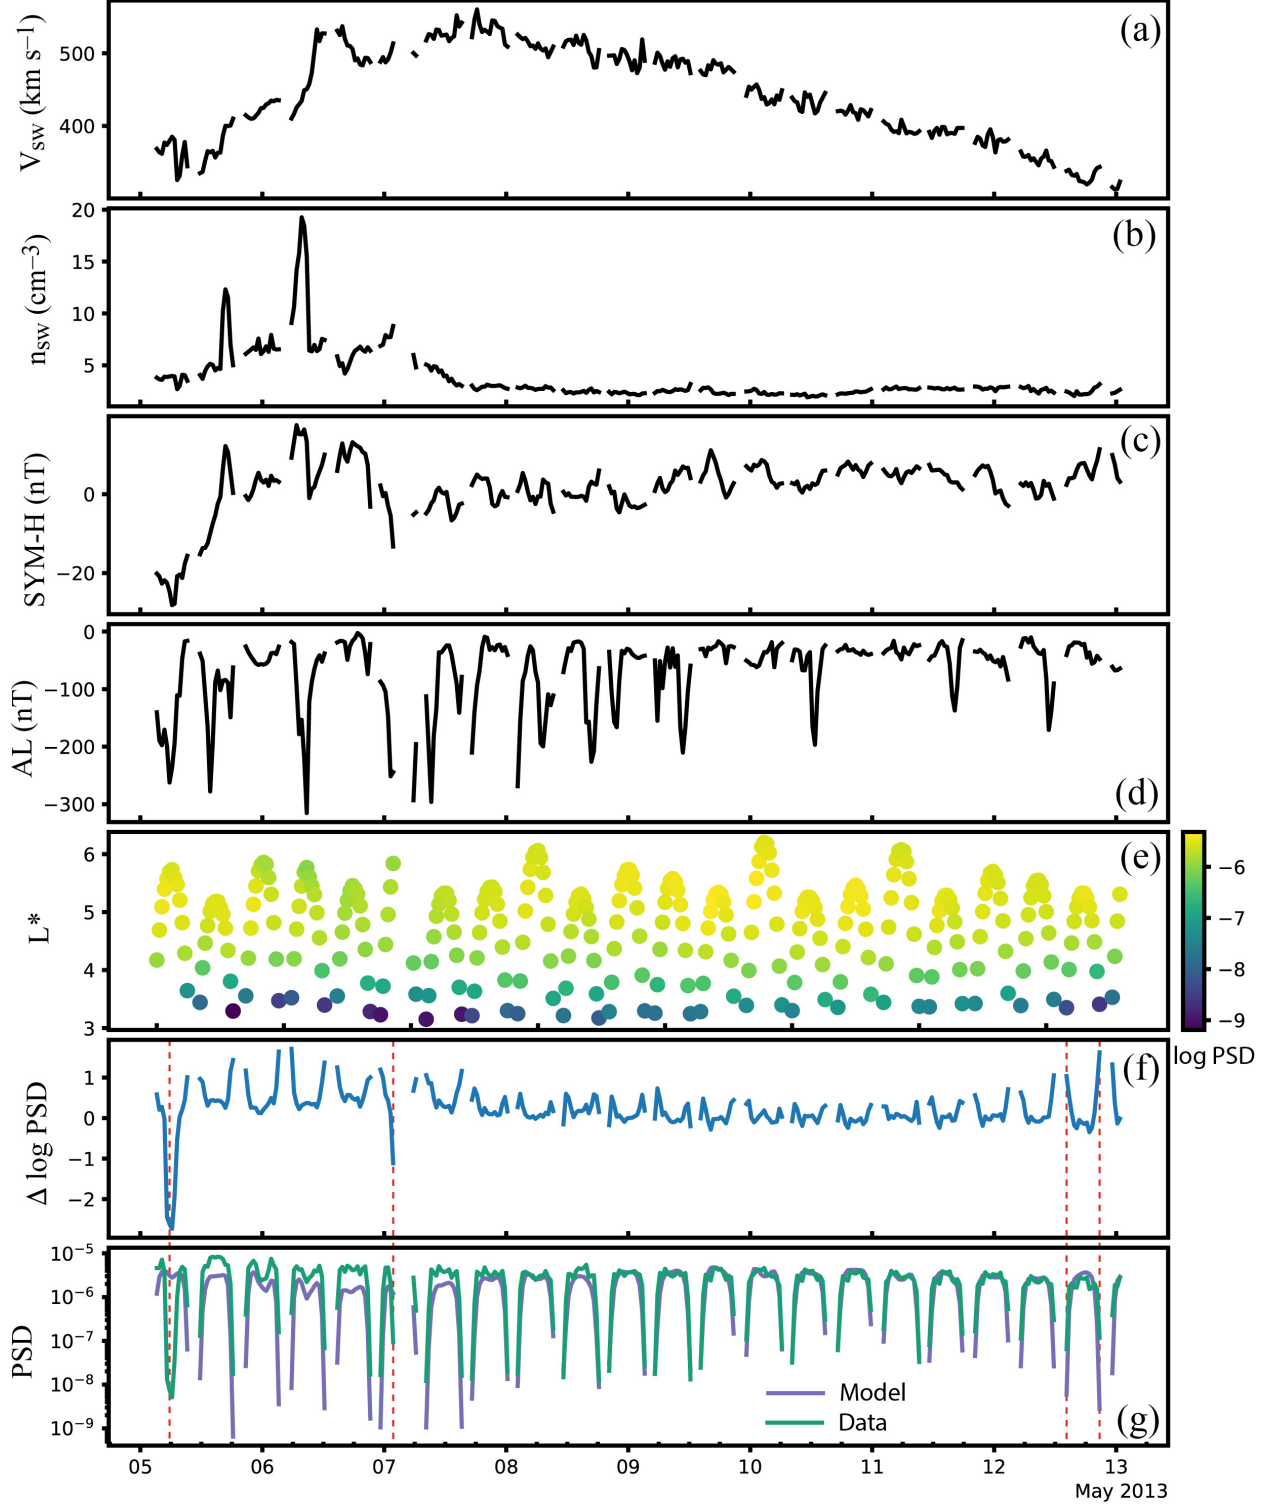 (a)
V_sw (km s⁻¹)
500
400
(b)
n_sw (cm⁻³)
20
15
10
5
(c)
SYM-H (nT)
0
−20
(d)
AL (nT)
0
−100
−200
−300
(e)
L*
6
5
4
3
−6
−7
−8
−9
log PSD
(f)
Δ log PSD
1
0
−1
−2
(g)
PSD
10⁻⁵
10⁻⁶
10⁻⁷
10⁻⁸
10⁻⁹
Model
Data
05 06 07 08 09 10 11 12 13
May 2013